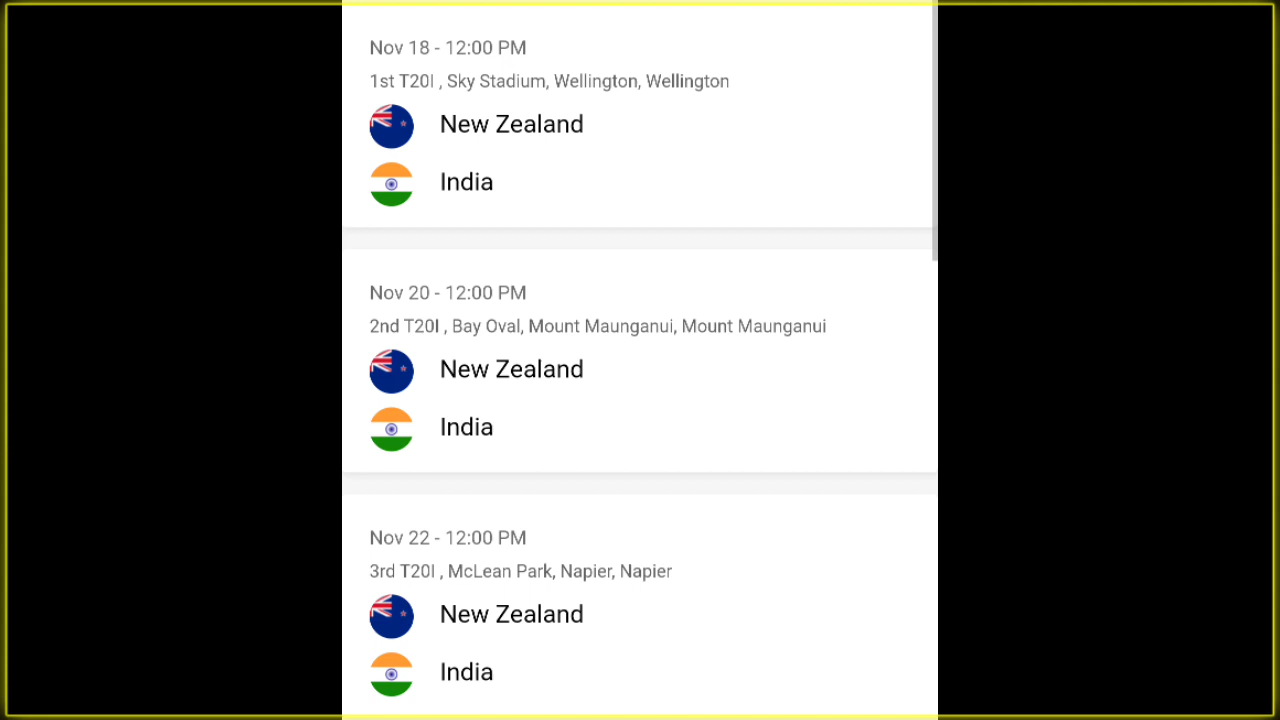 Nov 18 - 12:00 PM
1st T20I , Sky Stadium, Wellington, Wellington
New Zealand
India
Nov 20 - 12:00 PM
2nd T20I , Bay Oval, Mount Maunganui, Mount Maunganui
New Zealand
India
Nov 22 - 12:00 PM
3rd T20I , McLean Park, Napier, Napier
New Zealand
India